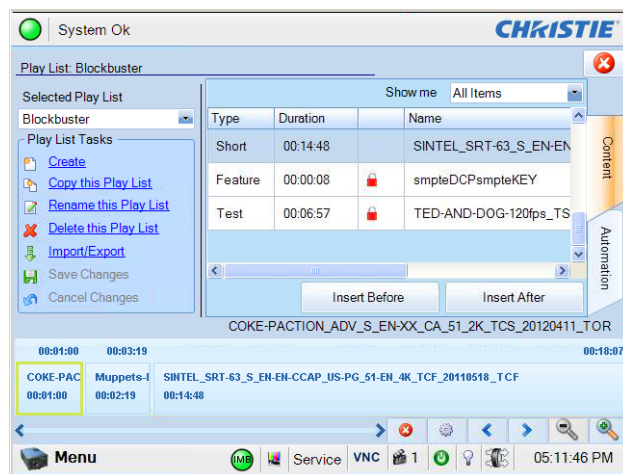 System Ok
CHRISTIE
Play List: Blockbuster
Selected Play List
Blockbuster
Play List Tasks
Create
Copy this Play List
Rename this Play List
Delete this Play List
Import/Export
Save Changes
Cancel Changes
Show me All Items
Type Duration Name
Short 00:14:48 SINTEL_SRT-63_S_EN-EN
Feature 00:00:08 smpteDCPsmpteKEY
Test 00:06:57 TED-AND-DOG-120fps_TS
Insert Before Insert After
Content
Automation
COKE-PACTION_ADV_S_EN-XX_CA_51_2K_TCS_20120411_TOR
00:01:00 00:03:19 00:18:07
COKE-PAC Muppets-I SINTEL_SRT-63_S_EN-EN-CCAP_US-PG_51-EN_4K_TCF_20110518_TCF
00:01:00 00:02:19 00:14:48
Menu IMB Service VNC 1 05:11:46 PM